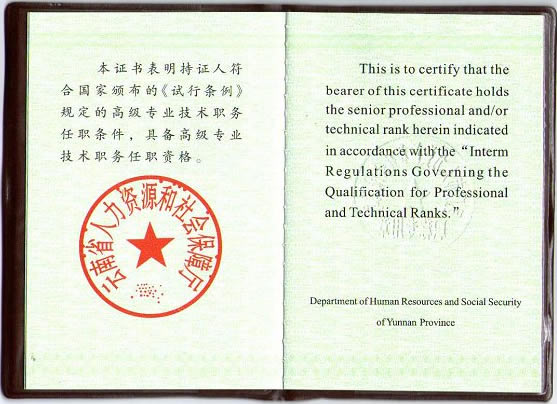 本证书表明持证人符
合国家颁布的《试行条例》
规定的高级专业技术职务
任职条件，具备高级专业
技术职务任职资格。
云南省人力资源和社会保障厅
This is to certify that the
bearer of this certificate holds
the senior professional and/or
technical rank herein indicated
in accordance with the “Interm
Regulations Governing the
Qualification for Professional
and Technical Ranks.”
Department of Human Resources and Social Security
of Yunnan Province